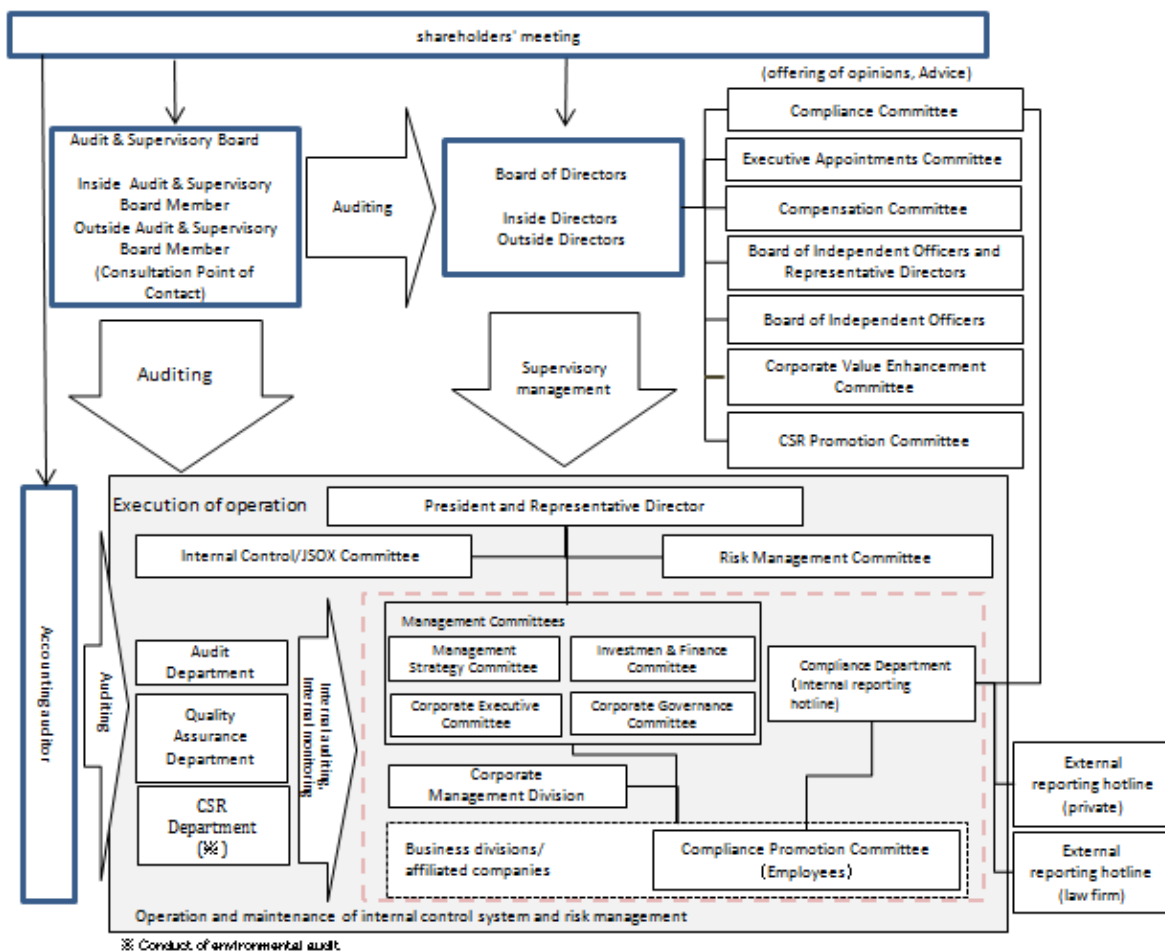 shareholders' meeting
(offering of opinions, Advice)
Compliance Committee
Audit & Supervisory Board
Inside Audit & Supervisory
Board Member
Outside Audit & Supervisory
Board Member
(Consultation Point of
Contact)
Auditing
Board of Directors
Inside Directors
Outside Directors
Executive Appointments Committee
Compensation Committee
Board of Independent Officers and
Representative Directors
Board of Independent Officers
Corporate Value Enhancement
Committee
CSR Promotion Committee
Auditing
Supervisory
management
Execution of operation
President and Representative Director
Internal Control/JSOX Committee
Risk Management Committee
Accounting auditor
Auditing
Audit
Department
Quality
Assurance
Department
CSR
Department
(※)
Internal auditing,
Internal monitoring
Management Committees
Management
Strategy Committee
Investmen & Finance
Committee
Corporate Executive
Committee
Corporate Governance
Committee
Compliance Department
(Internal reporting
hotline)
Corporate
Management Division
Business divisions/
affiliated companies
Compliance Promotion Committee
(Employees)
External
reporting hotline
(private)
External
reporting hotline
(law firm)
Operation and maintenance of internal control system and risk management
※ Conduct of environmental audit